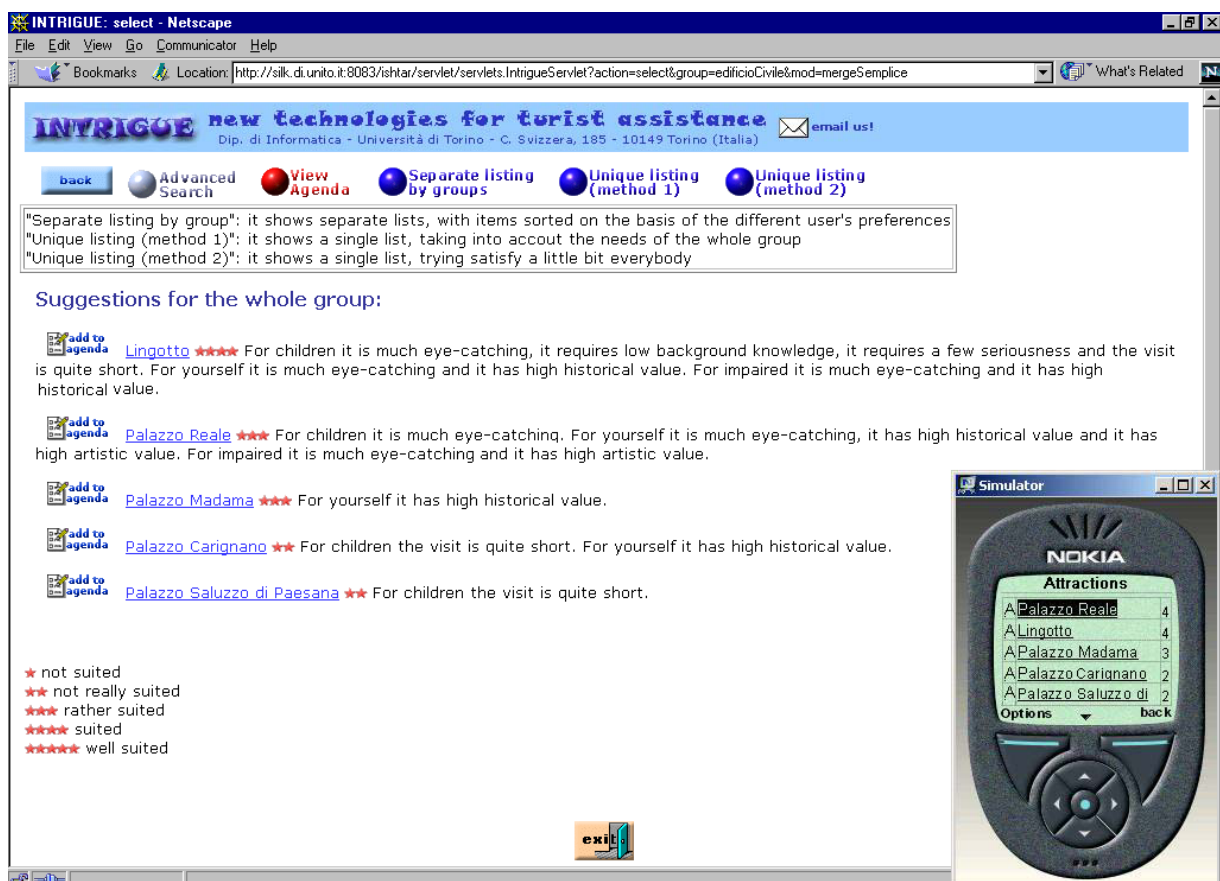 INTRIGUE: select - Netscape
File Edit View Go Communicator Help
Bookmarks Location: http://silk.di.unito.it:8083/ishtar/servlet/servlets.IntrigueServlet?action=select&group=edificioCivile&mod=mergeSemplice What's Related
INTRIGUE new technologies for turist assistance email us!
Dip. di Informatica - Università di Torino - C. Svizzera, 185 - 10149 Torino (Italia)
back Advanced Search View Agenda Separate listing by groups Unique listing (method 1) Unique listing (method 2)
"Separate listing by group": it shows separate lists, with items sorted on the basis of the different user's preferences
"Unique listing (method 1)": it shows a single list, taking into accout the needs of the whole group
"Unique listing (method 2)": it shows a single list, trying satisfy a little bit everybody
Suggestions for the whole group:
add to agenda Lingotto For children it is much eye-catching, it requires low background knowledge, it requires a few seriousness and the visit
is quite short. For yourself it is much eye-catching and it has high historical value. For impaired it is much eye-catching and it has high
historical value.
add to agenda Palazzo Reale For children it is much eye-catching. For yourself it is much eye-catching, it has high historical value and it has
high artistic value. For impaired it is much eye-catching and it has high artistic value.
add to agenda Palazzo Madama For yourself it has high historical value.
add to agenda Palazzo Carignano For children the visit is quite short. For yourself it has high historical value.
add to agenda Palazzo Saluzzo di Paesana For children the visit is quite short.
not suited
not really suited
rather suited
suited
well suited
exit
Simulator
NOKIA
Attractions
A Palazzo Reale 4
A Lingotto 4
A Palazzo Madama 3
A Palazzo Carignano 2
A Palazzo Saluzzo di 2
Options back